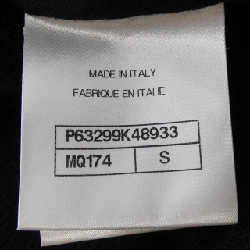 MADE IN ITALY
FABRIQUE EN ITALIE
P63299K48933
MQ174 S